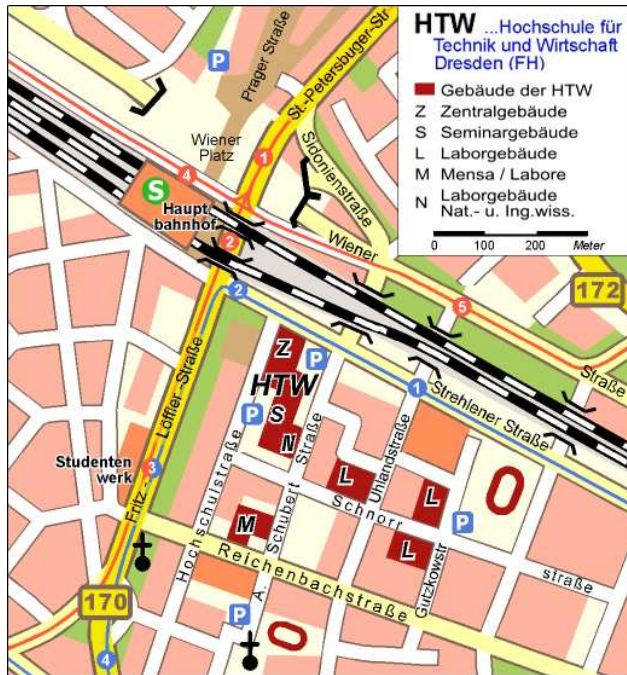 HTW ...Hochschule für
Technik und Wirtschaft
Dresden (FH)
Gebäude der HTW
Z Zentralgebäude
S Seminargebäude
L Laborgebäude
M Mensa / Labore
N Laborgebäude
Nat.- u. Ing.wiss.
0 100 200 Meter
P
Prager Straße
St.-Petersbuger-Str
Wiener
Platz
Sidonienstraße
1
4
S
Haupt
bahnhof
2
Wiener
5
Straße
172
2
Z
P
HTW
P
S
N
1
Strehlener Straße
Fritz-
Löffler-Straße
Studenten
werk
3
Hochschulstraße
A. Schubert Straße
Uhlandstraße
L
L
L
Schnorr
straße
P
M
Gutzkowstr
Reichenbachstraße
170
P
4